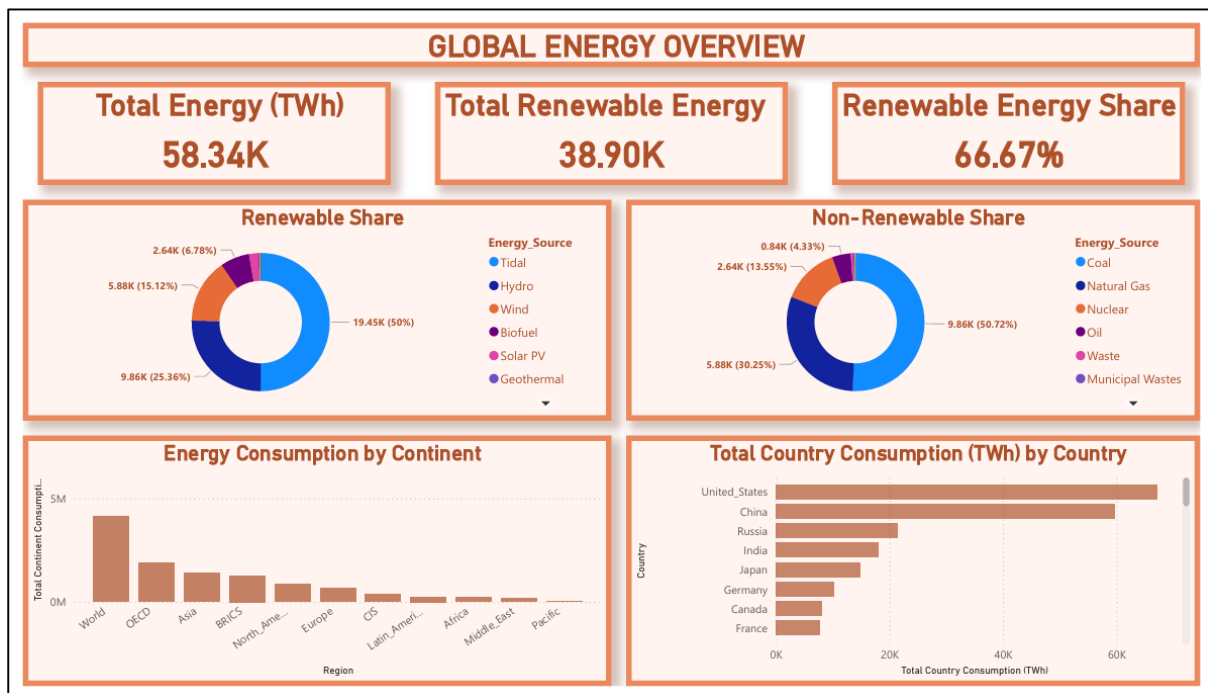 GLOBAL ENERGY OVERVIEW
Total Energy (TWh)
58.34K
Total Renewable Energy
38.90K
Renewable Energy Share
66.67%
Renewable Share
2.64K (6.78%)
5.88K (15.12%)
9.86K (25.36%)
19.45K (50%)
Energy_Source
Tidal
Hydro
Wind
Biofuel
Solar PV
Geothermal
Non-Renewable Share
0.84K (4.33%)
2.64K (13.55%)
5.88K (30.25%)
9.86K (50.72%)
Energy_Source
Coal
Natural Gas
Nuclear
Oil
Waste
Municipal Wastes
Energy Consumption by Continent
Total Continent Consumpti...
5M
0M
World
OECD
Asia
BRICS
North_Ame...
Europe
CIS
Latin_Ameri...
Africa
Middle_East
Pacific
Region
Total Country Consumption (TWh) by Country
Country
United_States
China
Russia
India
Japan
Germany
Canada
France
0K
20K
40K
60K
Total Country Consumption (TWh)